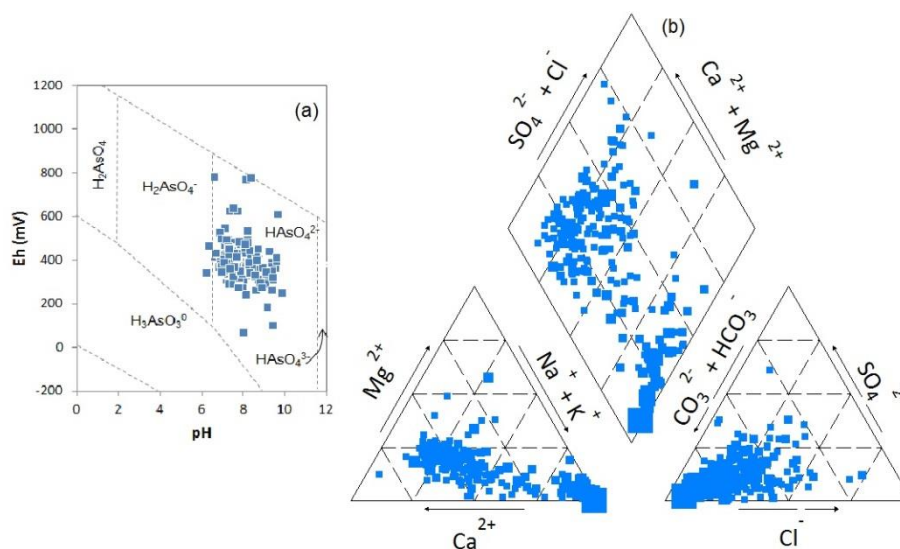 (a)
1200
1000
800
600
400
200
0
-200
Eh (mV)
0 2 4 6 8 10 12
pH
H₂AsO₄
H₂AsO₄⁻
HAsO₄²⁻
H₃AsO₃⁰
HAsO₄³⁻
(b)
SO₄²⁻ + Cl⁻
Ca²⁺ + Mg²⁺
Mg²⁺
Na⁺ + K⁺
CO₃²⁻ + HCO₃⁻
SO₄²⁻
Ca²⁺
Cl⁻